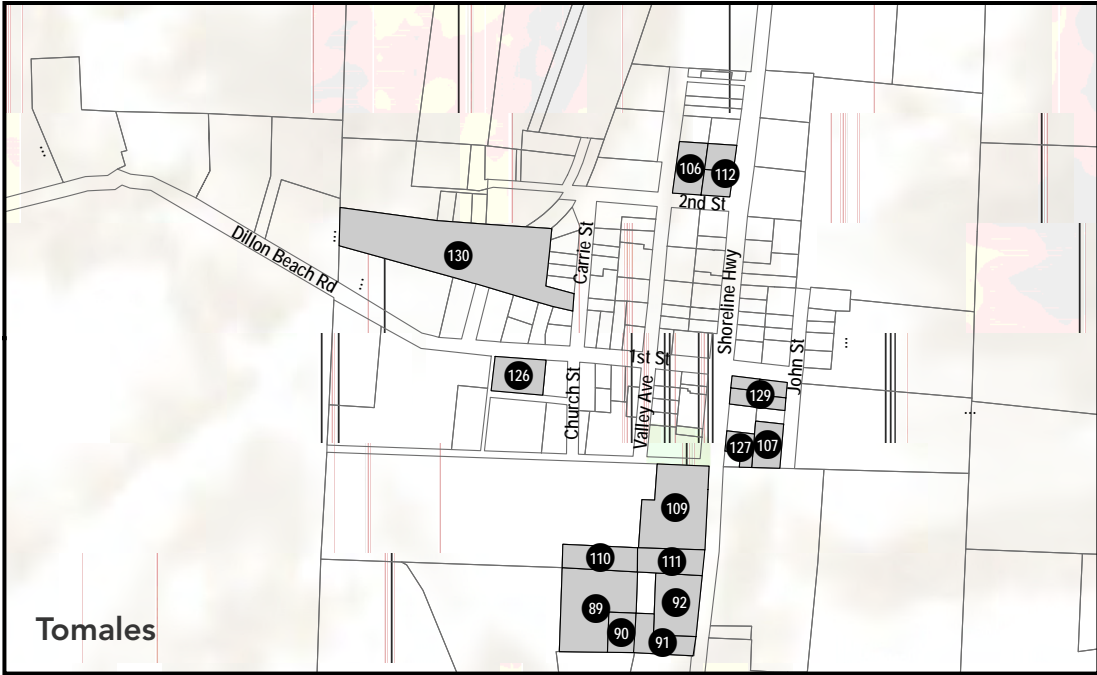 106
112
2nd St
Carrie St
130
Dillon Beach Rd
Shoreline Hwy
1st St
John St
126
Church St
Valley Ave
129
127
107
109
110
111
89
92
90
91
Tomales